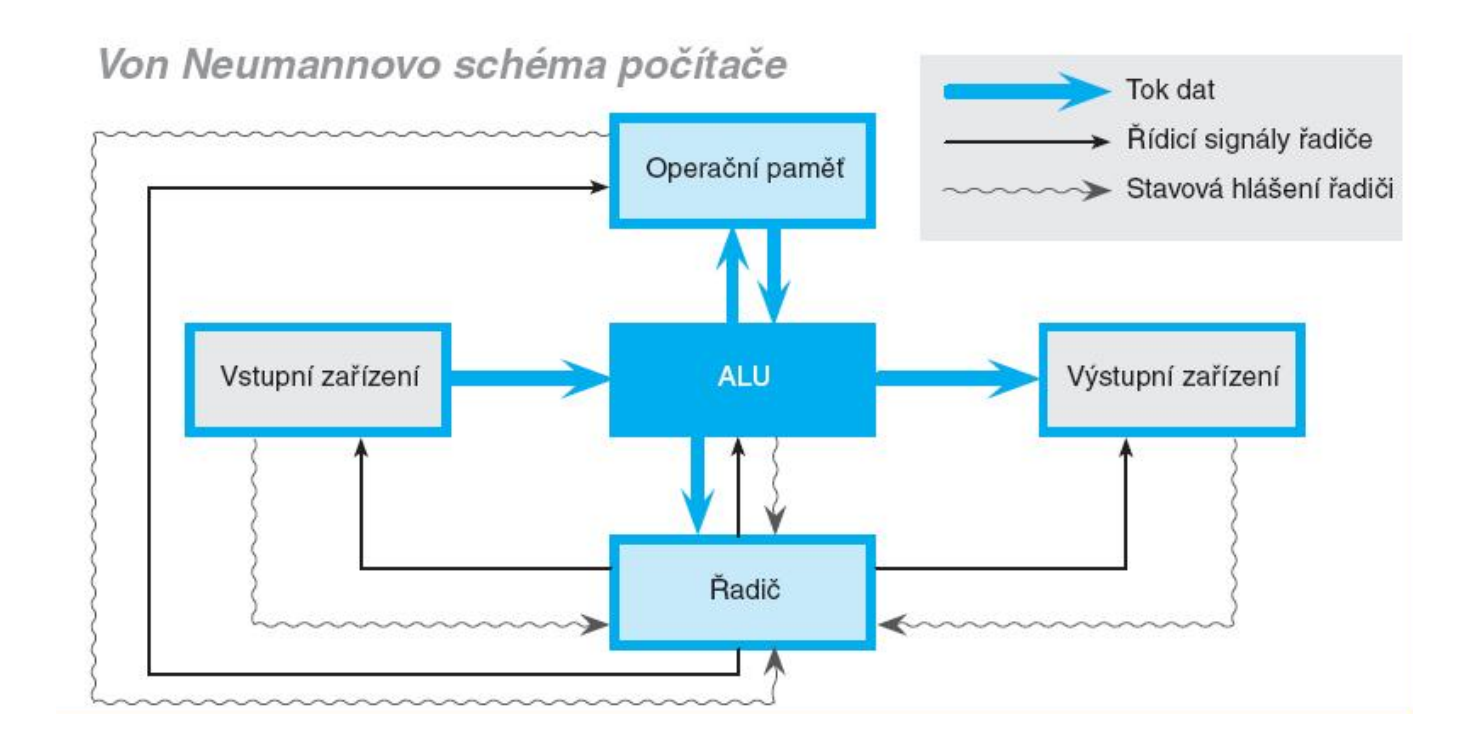 Von Neumannovo schéma počítače
Tok dat
Řídicí signály řadiče
Stavová hlášení řadiči
Operační paměť
Vstupní zařízení
ALU
Výstupní zařízení
Řadič